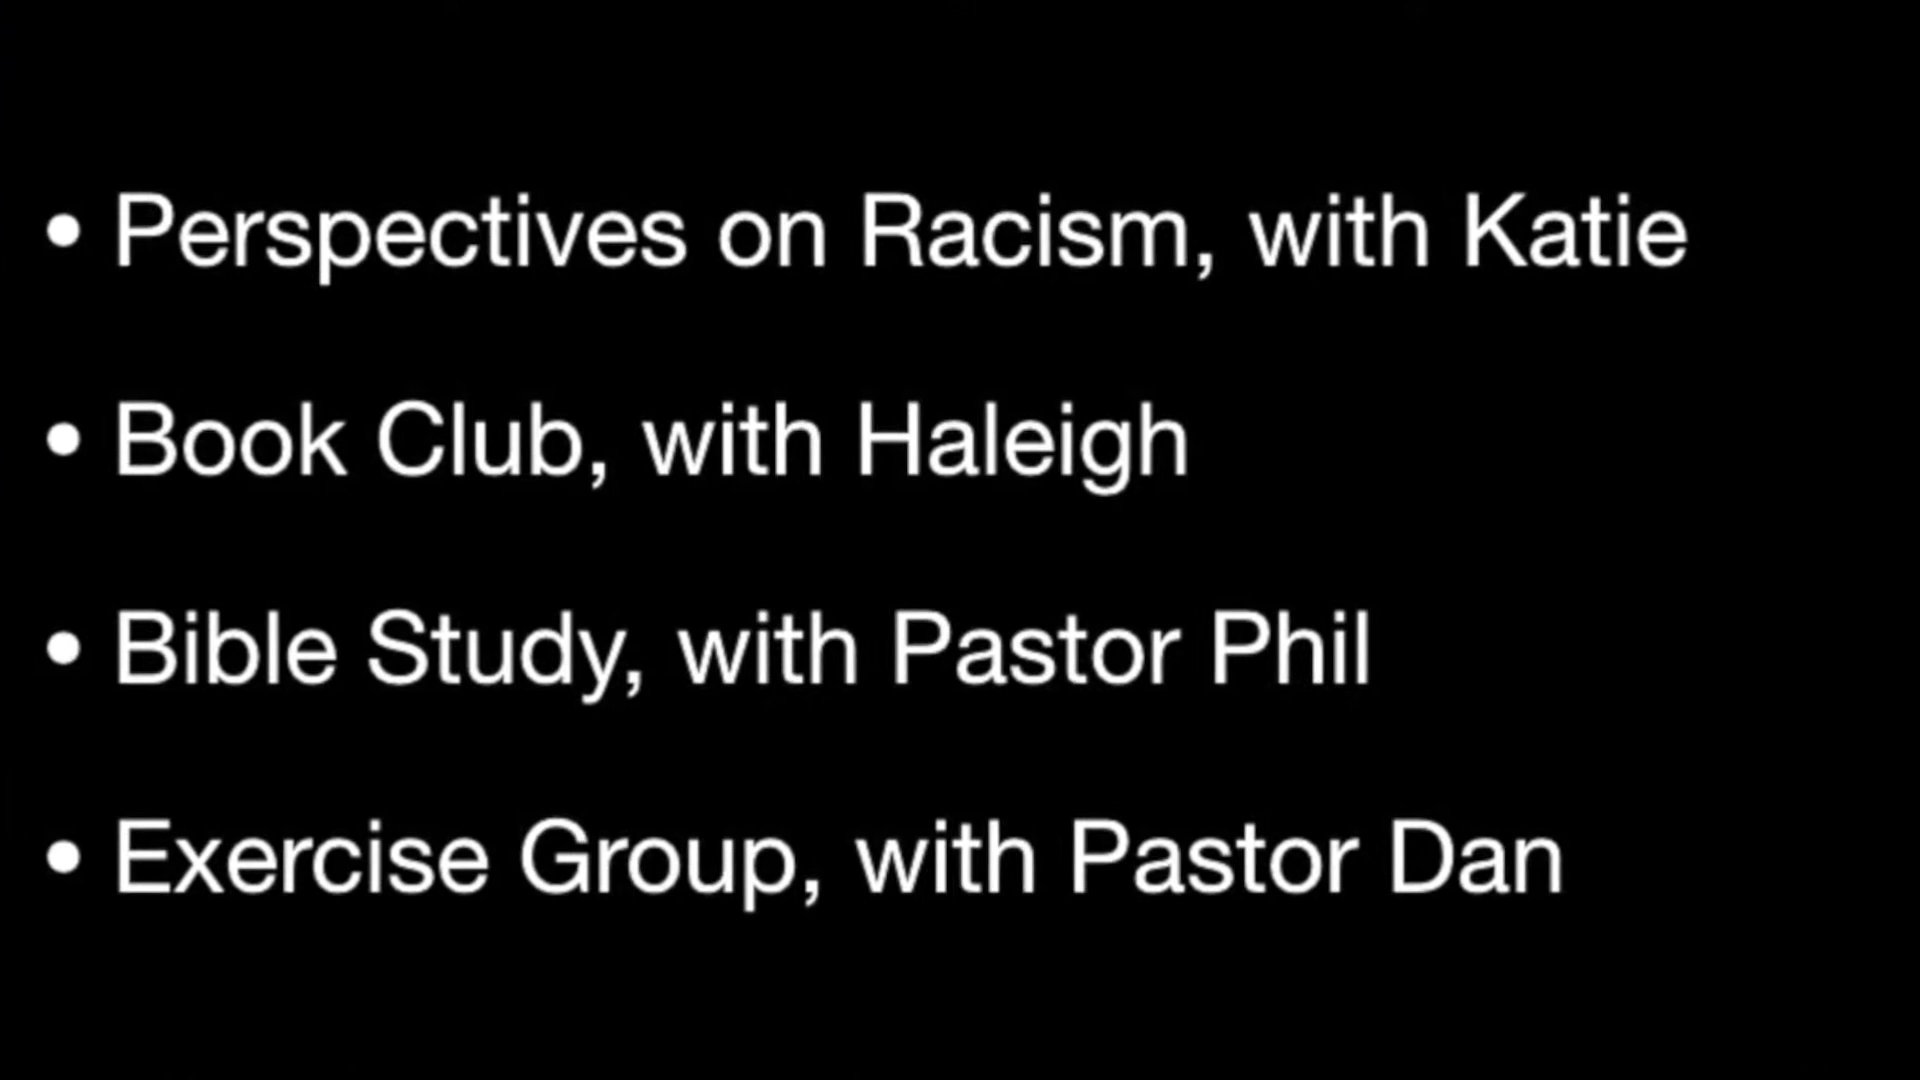 • Perspectives on Racism, with Katie
• Book Club, with Haleigh
• Bible Study, with Pastor Phil
• Exercise Group, with Pastor Dan